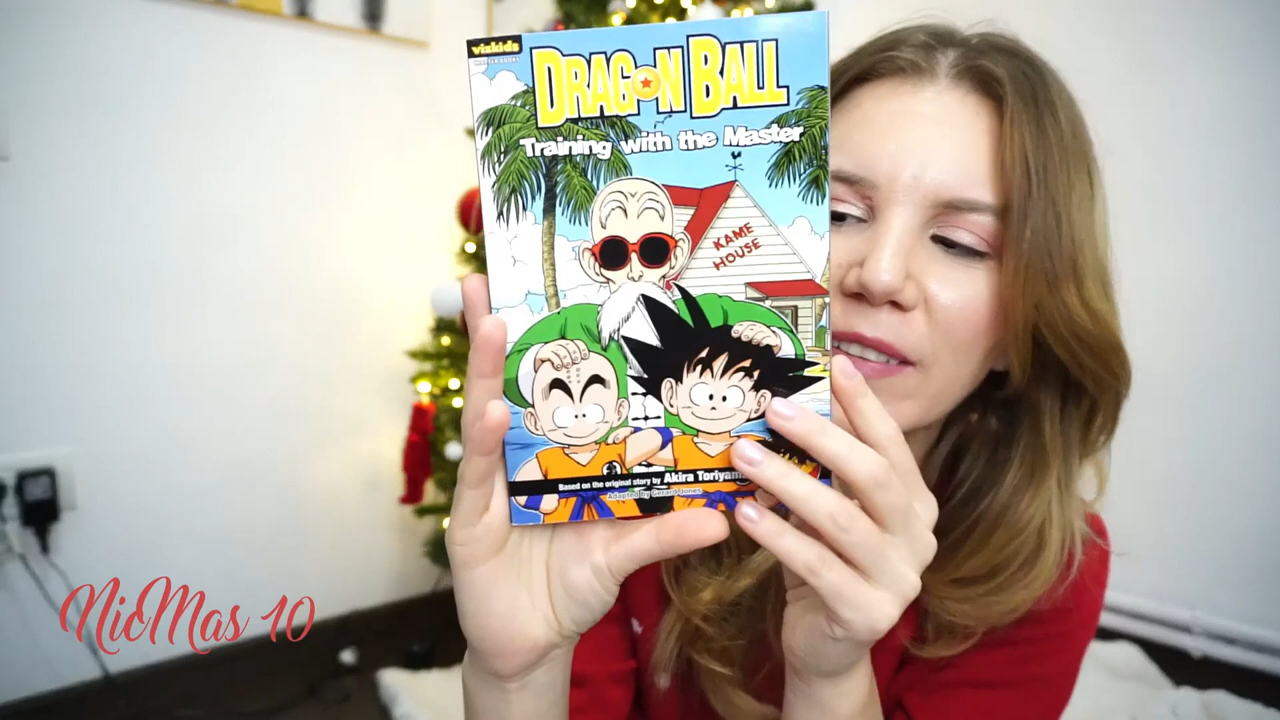 vizkids
DRAGON BALL
Training with the Master
KAME
HOUSE
Based on the original story by Akira Toriyama
Adapted by Gerard Jones
NicMas 10